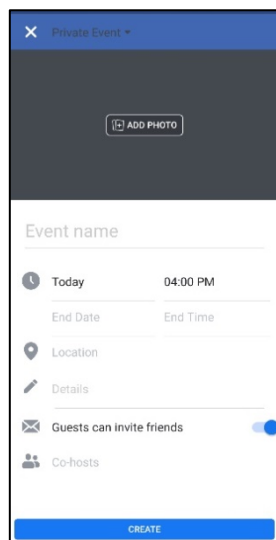 Private Event
ADD PHOTO
Event name
Today 04:00 PM
End Date End Time
Location
Details
Guests can invite friends
Co-hosts
CREATE